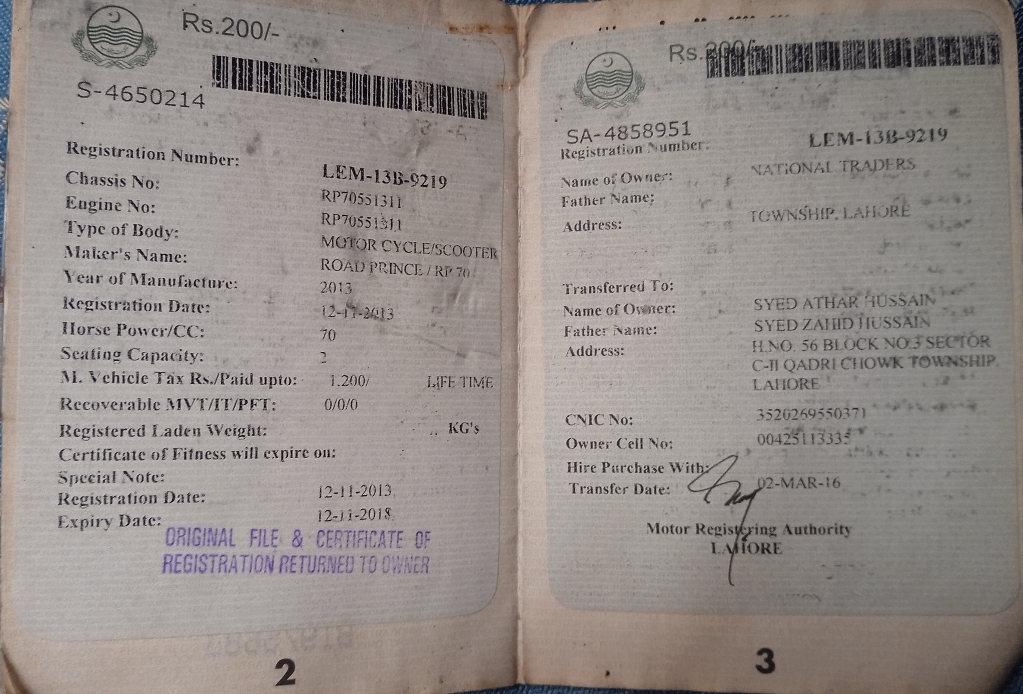 Rs.200/-
S-4650214
Registration Number: LEM-13B-9219
Chassis No: RP70551311
Engine No: RP70551311
Type of Body: MOTOR CYCLE/SCOOTER
Maker's Name: ROAD PRINCE / RP 70
Year of Manufacture: 2013
Registration Date: 12-11-2013
Horse Power/CC: 70
Seating Capacity: 2
M. Vehicle Tax Rs./Paid upto: 1,200/ LIFE TIME
Recoverable MVT/IT/PFT: 0/0/0
Registered Laden Weight: .. KG's
Certificate of Fitness will expire on:
Special Note:
Registration Date: 12-11-2013
Expiry Date: 12-11-2018
ORIGINAL FILE & CERTIFICATE OF
REGISTRATION RETURNED TO OWNER
2
Rs.200/-
SA-4858951
Registration Number: LEM-13B-9219
Name of Owner: NATIONAL TRADERS
Father Name:
Address: TOWNSHIP, LAHORE
Transferred To:
Name of Owner: SYED ATHAR HUSSAIN
Father Name: SYED ZAHID HUSSAIN
Address: H.NO. 56 BLOCK NO.3 SECTOR
C-II QADRI CHOWK TOWNSHIP.
LAHORE
CNIC No: 3520269550371
Owner Cell No: 00425113335
Hire Purchase With:
Transfer Date: 02-MAR-16
Motor Registering Authority
LAHORE
3